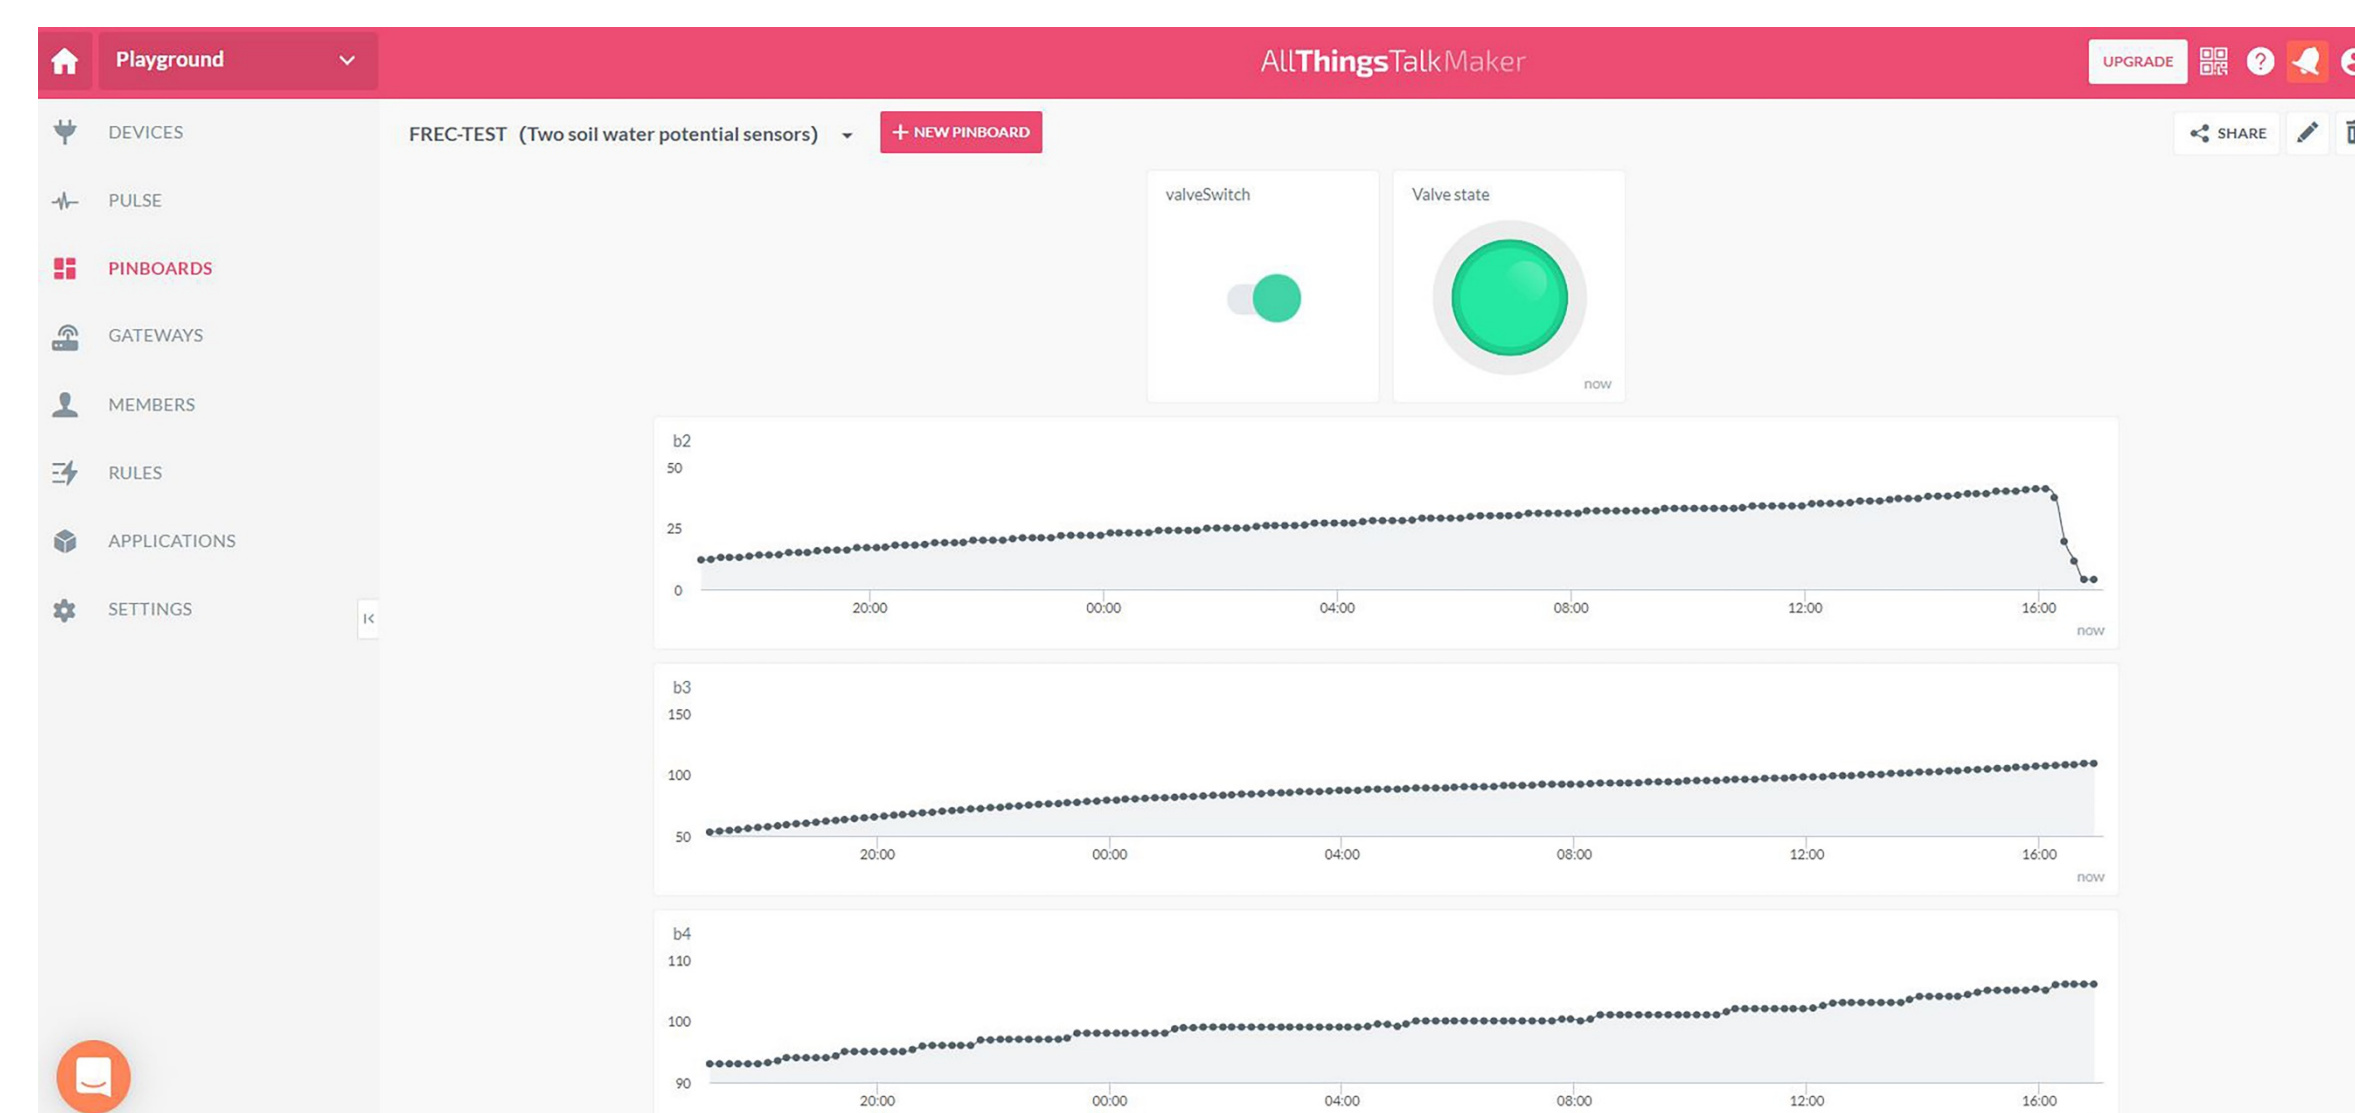 Playground
AllThingsTalkMaker
UPGRADE
DEVICES
PULSE
PINBOARDS
GATEWAYS
MEMBERS
RULES
APPLICATIONS
SETTINGS
FREC-TEST (Two soil water potential sensors)
+ NEW PINBOARD
SHARE
valveSwitch
Valve state
now
b2
50
25
0
20:00 00:00 04:00 08:00 12:00 16:00
now
b3
150
100
50
20:00 00:00 04:00 08:00 12:00 16:00
now
b4
110
100
90
20:00 00:00 04:00 08:00 12:00 16:00